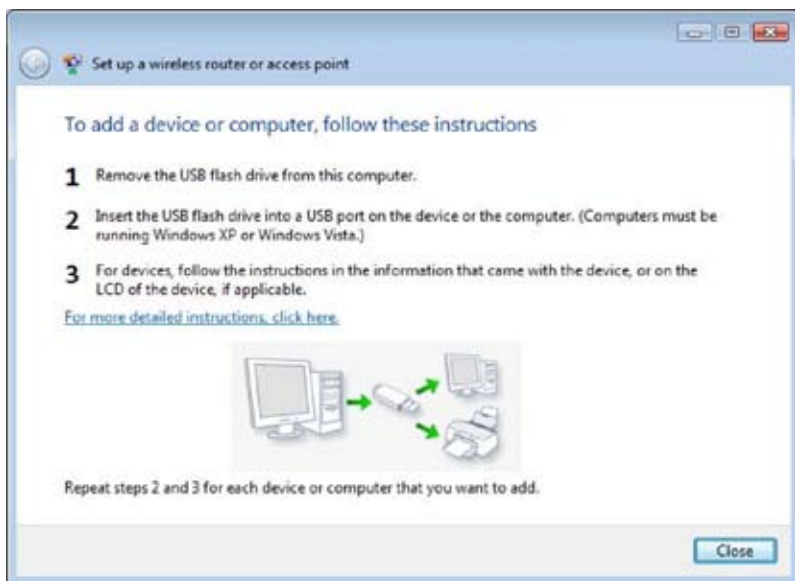 Set up a wireless router or access point
To add a device or computer, follow these instructions
1 Remove the USB flash drive from this computer.
2 Insert the USB flash drive into a USB port on the device or the computer. (Computers must be
running Windows XP or Windows Vista.)
3 For devices, follow the instructions in the information that came with the device, or on the
LCD of the device, if applicable.
For more detailed instructions, click here.
Repeat steps 2 and 3 for each device or computer that you want to add.
Close